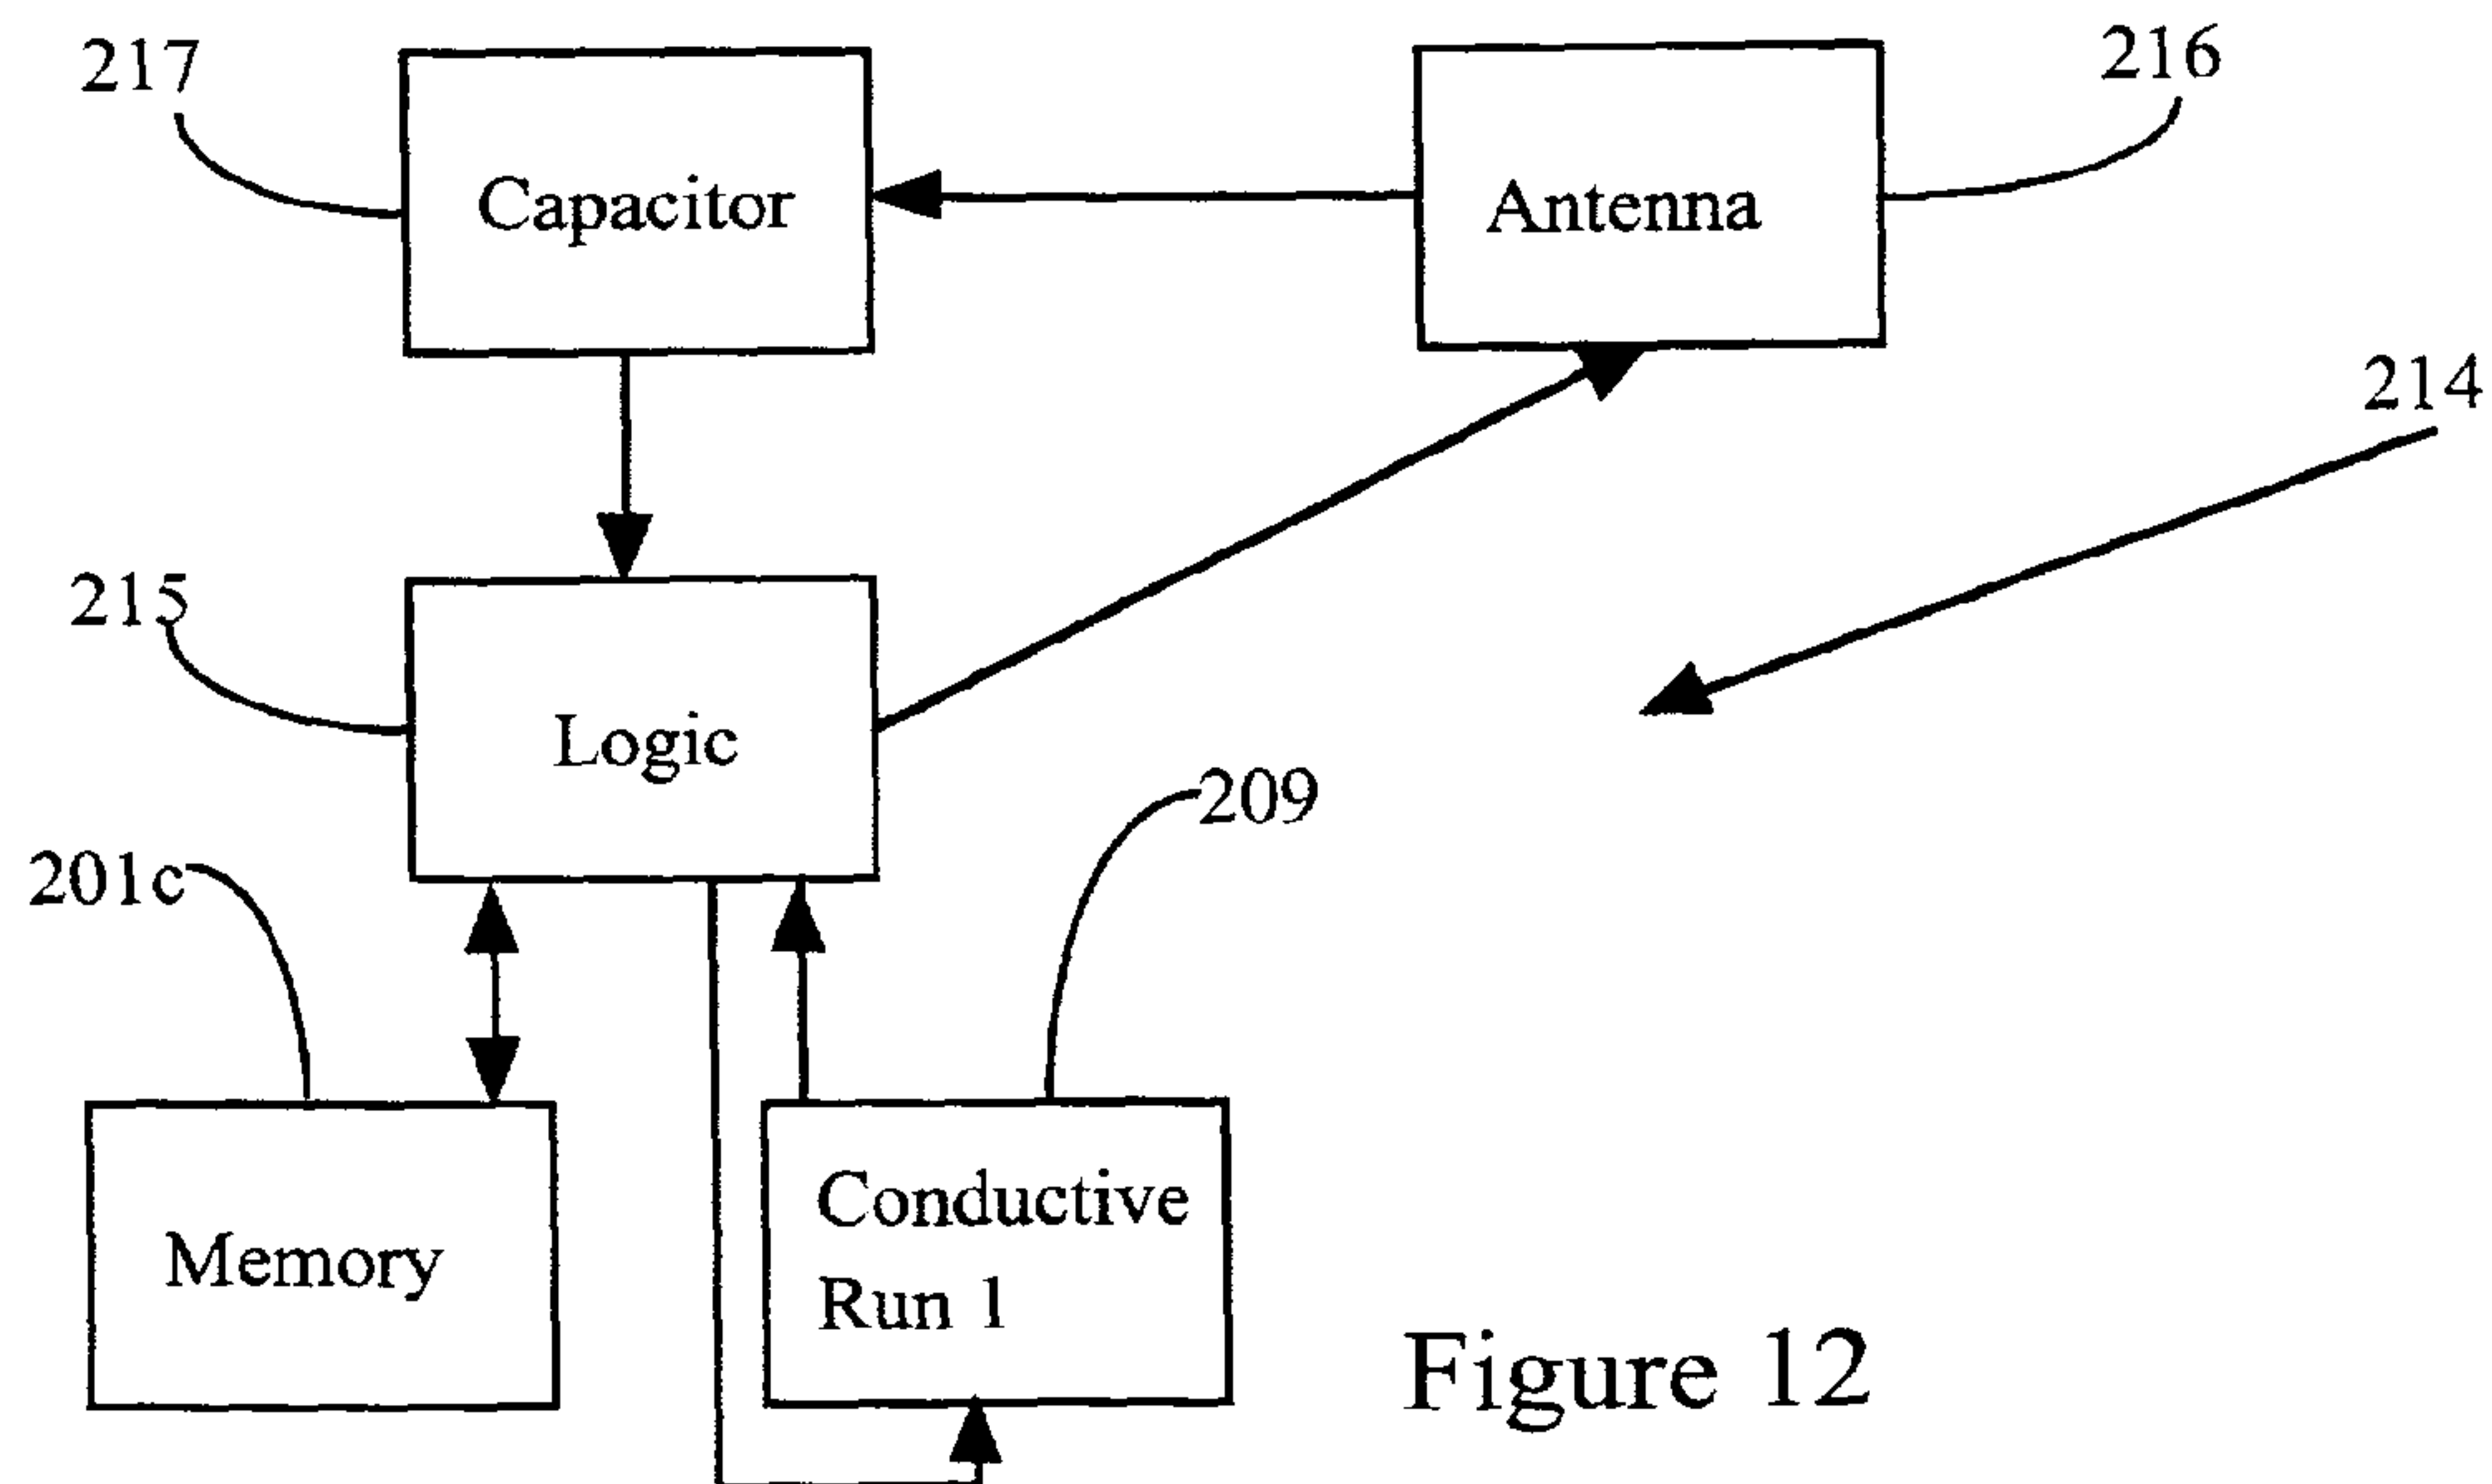 217
216
Capacitor
Antenna
214
215
Logic
209
201c
Conductive
Run 1
Memory
Figure 12